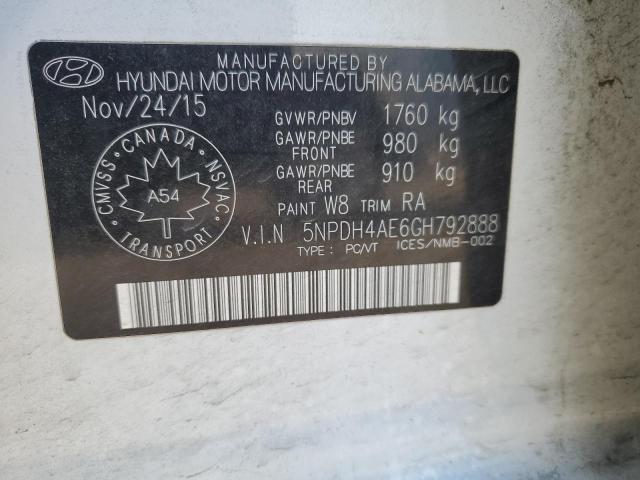 MANUFACTURED BY
HYUNDAI MOTOR MANUFACTURING ALABAMA, LLC
Nov/24/15
GVWR/PNBV 1760 kg
GAWR/PNBE FRONT 980 kg
GAWR/PNBE REAR 910 kg
PAINT W8 TRIM RA
V.I.N 5NPDH4AE6GH792888
TYPE : PC/VT ICES/NMB-002
CMVSS · CANADA · NSVAC
A54
· TRANSPORT ·